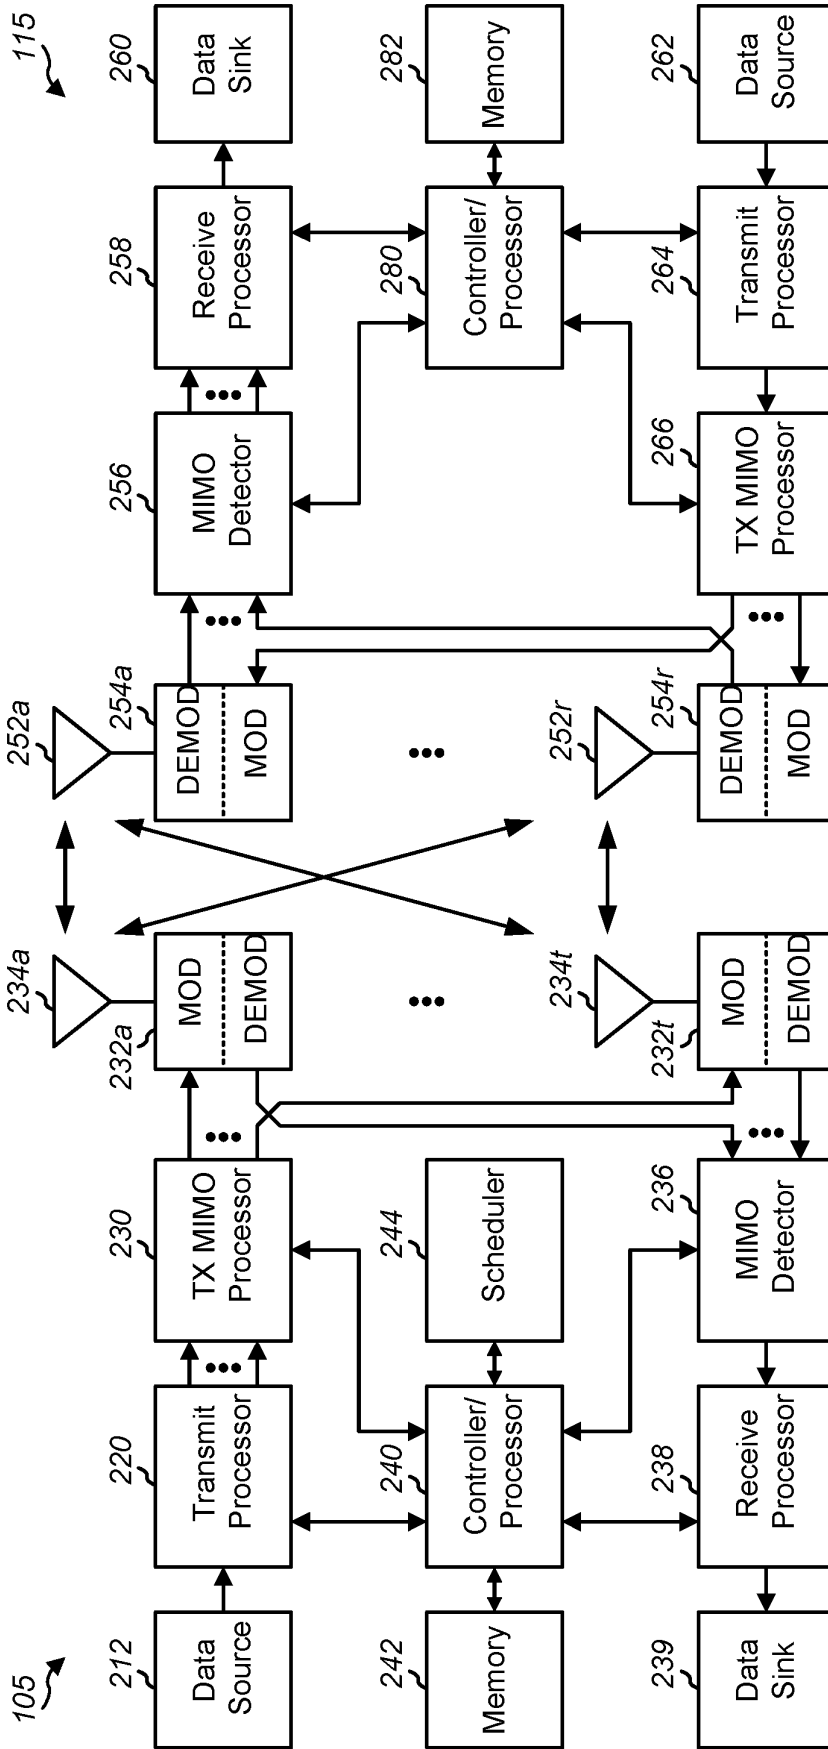 105
212
Data
Source
220
Transmit
Processor
230
TX MIMO
Processor
232a
MOD
DEMOD
234a
252a
254a
DEMOD
MOD
256
MIMO
Detector
258
Receive
Processor
260
Data
Sink
115
242
Memory
240
Controller/
Processor
244
Scheduler
280
Controller/
Processor
282
Memory
239
Data
Sink
238
Receive
Processor
236
MIMO
Detector
232t
MOD
DEMOD
234t
252r
254r
DEMOD
MOD
266
TX MIMO
Processor
264
Transmit
Processor
262
Data
Source